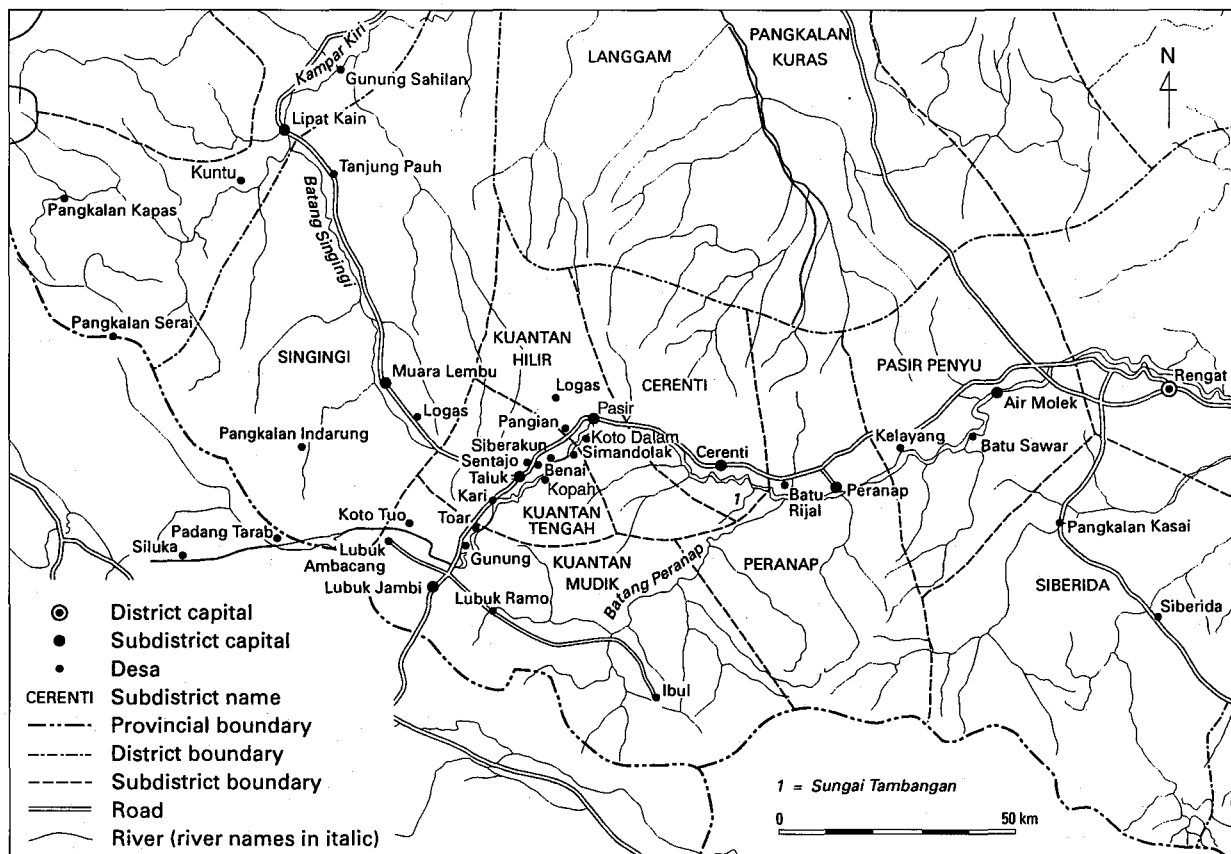 LANGGAM
PANGKALAN
KURAS
N
Kampar Kiri
Gunung Sahilan
Lipat Kain
Kuntu
Tanjung Pauh
Pangkalan Kapas
Batang Singingi
Pangkalan Serai
SINGINGI
KUANTAN
HILIR
Muara Lembu
Logas
CERENTI
PASIR PENYU
Rengat
Logas
Pasir
Air Molek
Pangian
Pangkalan Indarung
Siberakun
Koto Dalam
Kelayang
Batu Sawar
Sentajo
Simandolak
Cerenti
Benai
Taluk
Kopah
Batu
Rijal
Peranap
Kari
1
KUANTAN
TENGAH
Koto Tuo
Toar
Pangkalan Kasai
Padang Tarab
Siluka
Lubuk
Ambacang
Gunung
KUANTAN
MUDIK
PERANAP
Batang Peranap
SIBERIDA
Lubuk Jambi
Lubuk Ramo
Siberida
Ibul
District capital
Subdistrict capital
Desa
CERENTI Subdistrict name
Provincial boundary
District boundary
Subdistrict boundary
Road
River (river names in italic)
1 = Sungai Tambangan
0 50 km